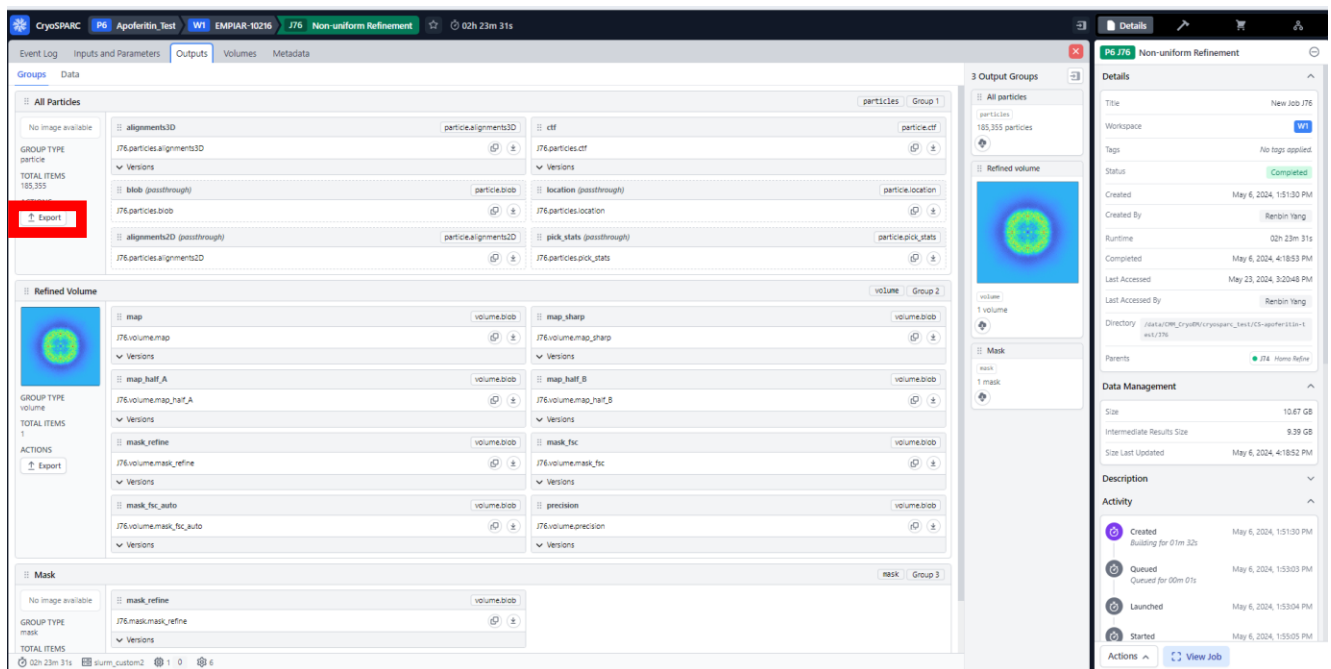 CryoSPARC P6 Apoferitin_Test W1 EMPIAR-10216 J76 Non-uniform Refinement 02h 23m 31s
Event Log Inputs and Parameters Outputs Volumes Metadata
Groups Data
All Particles particles Group 1
No image available
GROUP TYPE
particle
TOTAL ITEMS
185,355
Export
alignments3D particle.alignments3D
J76.particles.alignments3D
Versions
ctf particle.ctf
J76.particles.ctf
Versions
blob (passthrough) particle.blob
J76.particles.blob
location (passthrough) particle.location
J76.particles.location
alignments2D (passthrough) particle.alignments2D
J76.particles.alignments2D
pick_stats (passthrough) particle.pick_stats
J76.particles.pick_stats
Refined Volume volume Group 2
GROUP TYPE
volume
TOTAL ITEMS
1
ACTIONS
Export
map volume.blob
J76.volume.map
Versions
map_sharp volume.blob
J76.volume.map_sharp
Versions
map_half_A volume.blob
J76.volume.map_half_A
Versions
map_half_B volume.blob
J76.volume.map_half_B
Versions
mask_refine volume.blob
J76.volume.mask_refine
Versions
mask_fsc volume.blob
J76.volume.mask_fsc
Versions
mask_fsc_auto volume.blob
J76.volume.mask_fsc_auto
Versions
precision volume.blob
J76.volume.precision
Versions
Mask mask Group 3
No image available
GROUP TYPE
mask
TOTAL ITEMS
mask_refine volume.blob
J76.mask.mask_refine
Versions
02h 23m 31s slurm_custom2 1 0 6
3 Output Groups
All particles
particles
185,355 particles
Refined volume
volume
1 volume
Mask
mask
1 mask
Details
P6 J76 Non-uniform Refinement
Details
Title New Job J76
Workspace W1
Tags No tags applied.
Status Completed
Created May 6, 2024, 1:51:30 PM
Created By Renbin Yang
Runtime 02h 23m 31s
Completed May 6, 2024, 4:18:53 PM
Last Accessed May 23, 2024, 3:20:48 PM
Last Accessed By Renbin Yang
Directory /data/CMM_CryoEM/cryosparc_test/CS-apoferitin-t
est/J76
Parents J74 Homo Refine
Data Management
Size 10.67 GB
Intermediate Results Size 9.39 GB
Size Last Updated May 6, 2024, 4:18:52 PM
Description
Activity
Created May 6, 2024, 1:51:30 PM
Building for 01m 32s
Queued May 6, 2024, 1:53:03 PM
Queued for 00m 01s
Launched May 6, 2024, 1:53:04 PM
Started May 6, 2024, 1:55:05 PM
Actions View Job